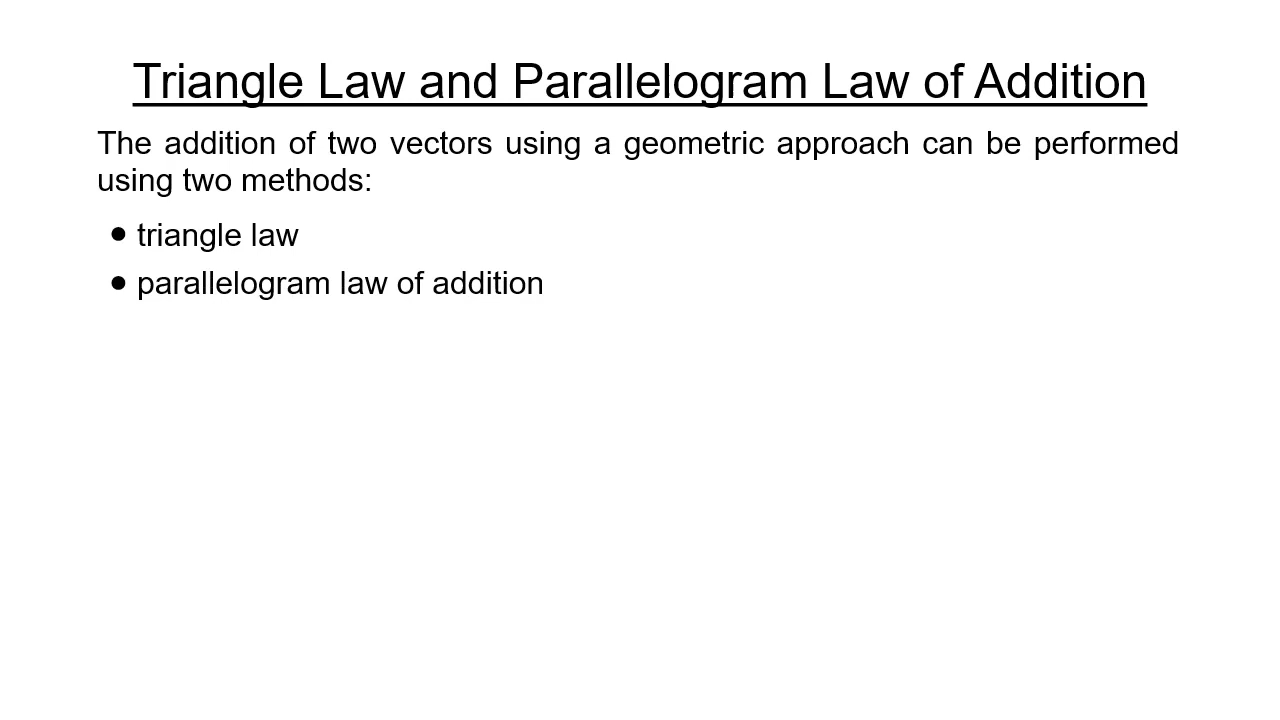 Triangle Law and Parallelogram Law of Addition
The addition of two vectors using a geometric approach can be performed
using two methods:
● triangle law
● parallelogram law of addition